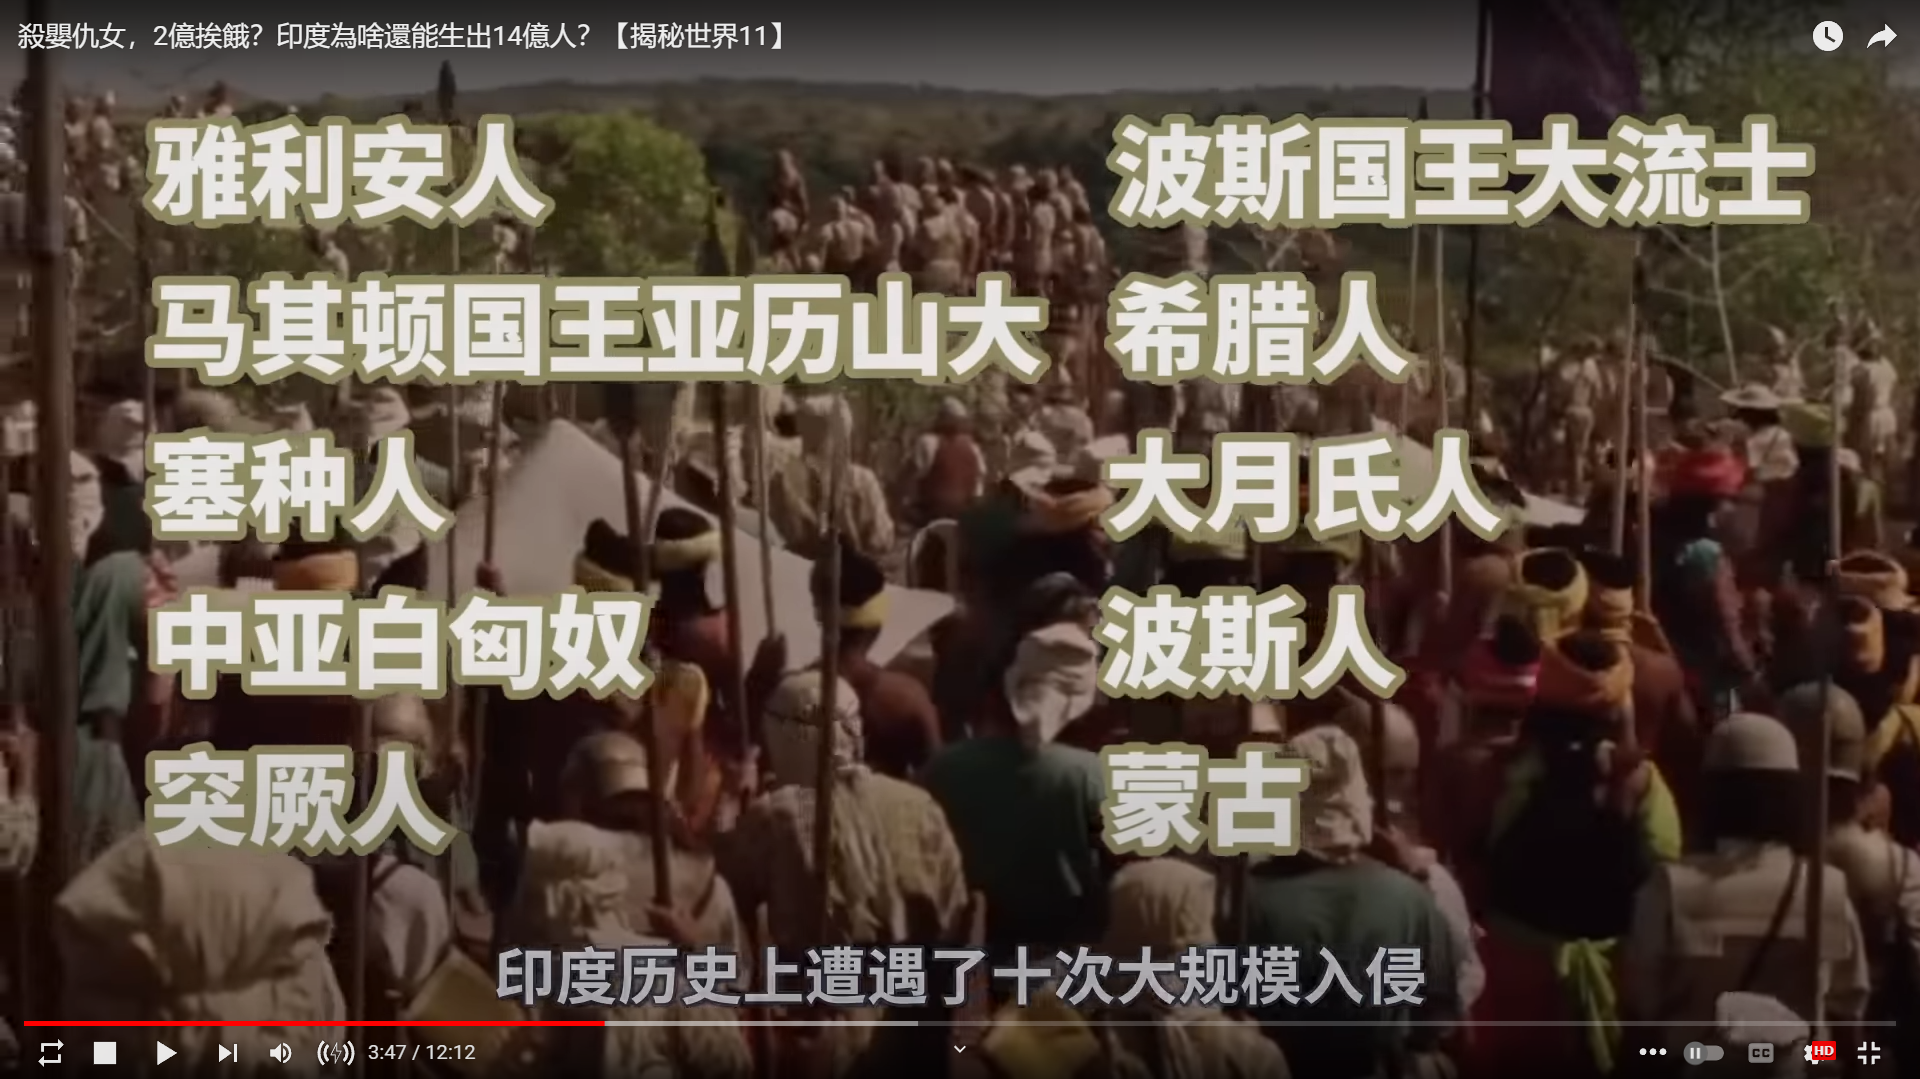 殺嬰仇女，2億挨餓？印度為啥還能生出14億人？【揭秘世界11】
雅利安人
波斯国王大流士
马其顿国王亚历山大
希腊人
塞种人
大月氏人
中亚白匈奴
波斯人
突厥人
蒙古
印度历史上遭遇了十次大规模入侵
3:47 / 12:12
CC
HD